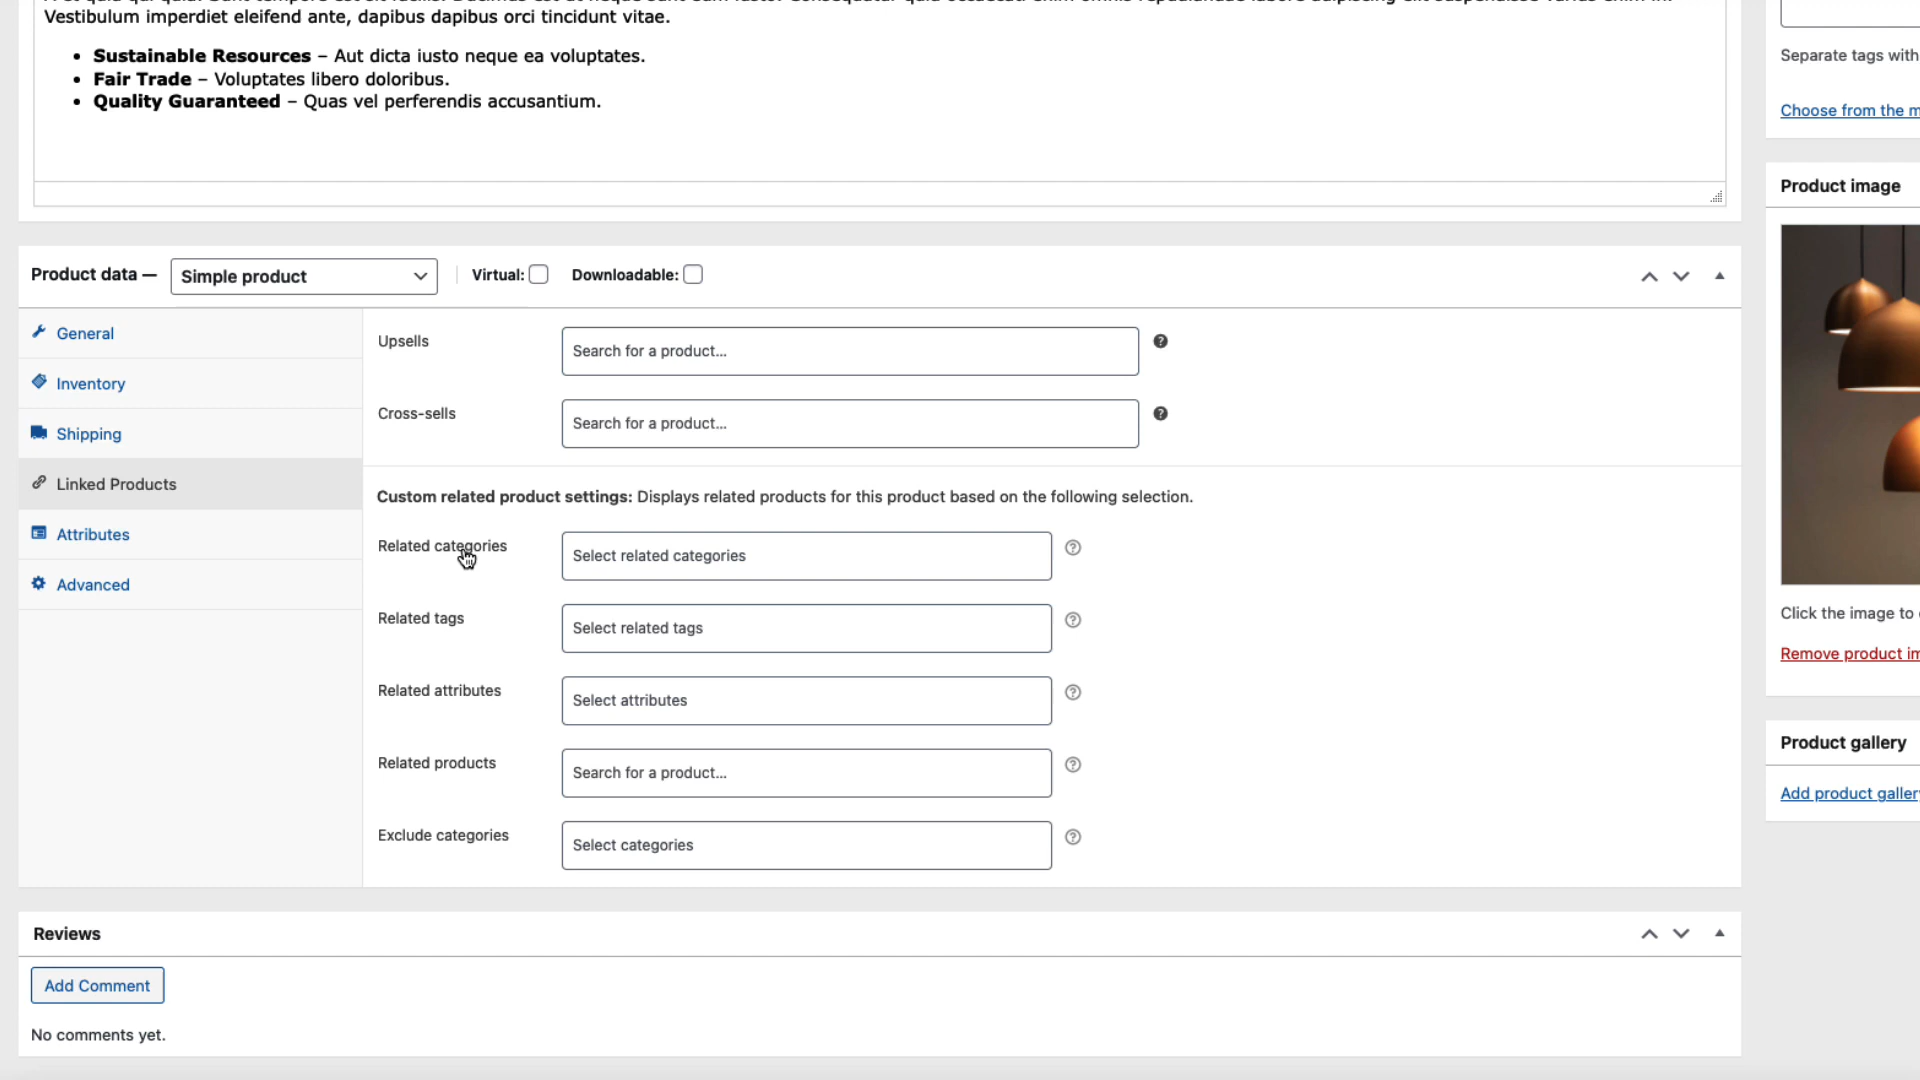 Vestibulum imperdiet eleifend ante, dapibus dapibus orci tincidunt vitae.
• Sustainable Resources – Aut dicta iusto neque ea voluptates.
• Fair Trade – Voluptates libero doloribus.
• Quality Guaranteed – Quas vel perferendis accusantium.
Separate tags with
Choose from the m
Product image
Click the image to
Remove product im
Product gallery
Add product gallery
Product data —
Simple product
Virtual:
Downloadable:
General
Inventory
Shipping
Linked Products
Attributes
Advanced
Upsells
Search for a product...
Cross-sells
Search for a product...
Custom related product settings: Displays related products for this product based on the following selection.
Related categories
Select related categories
Related tags
Select related tags
Related attributes
Select attributes
Related products
Search for a product...
Exclude categories
Select categories
Reviews
Add Comment
No comments yet.